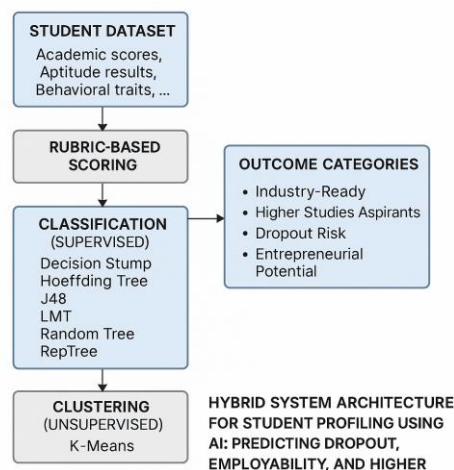 STUDENT DATASET
Academic scores,
Aptitude results,
Behavioral traits, ...
RUBRIC-BASED
SCORING
CLASSIFICATION
(SUPERVISED)
Decision Stump
Hoeffding Tree
J48
LMT
Random Tree
RepTree
OUTCOME CATEGORIES
• Industry-Ready
• Higher Studies Aspirants
• Dropout Risk
• Entrepreneurial
Potential
CLUSTERING
(UNSUPERVISED)
K-Means
HYBRID SYSTEM ARCHITECTURE
FOR STUDENT PROFILING USING
AI: PREDICTING DROPOUT,
EMPLOYABILITY, AND HIGHER